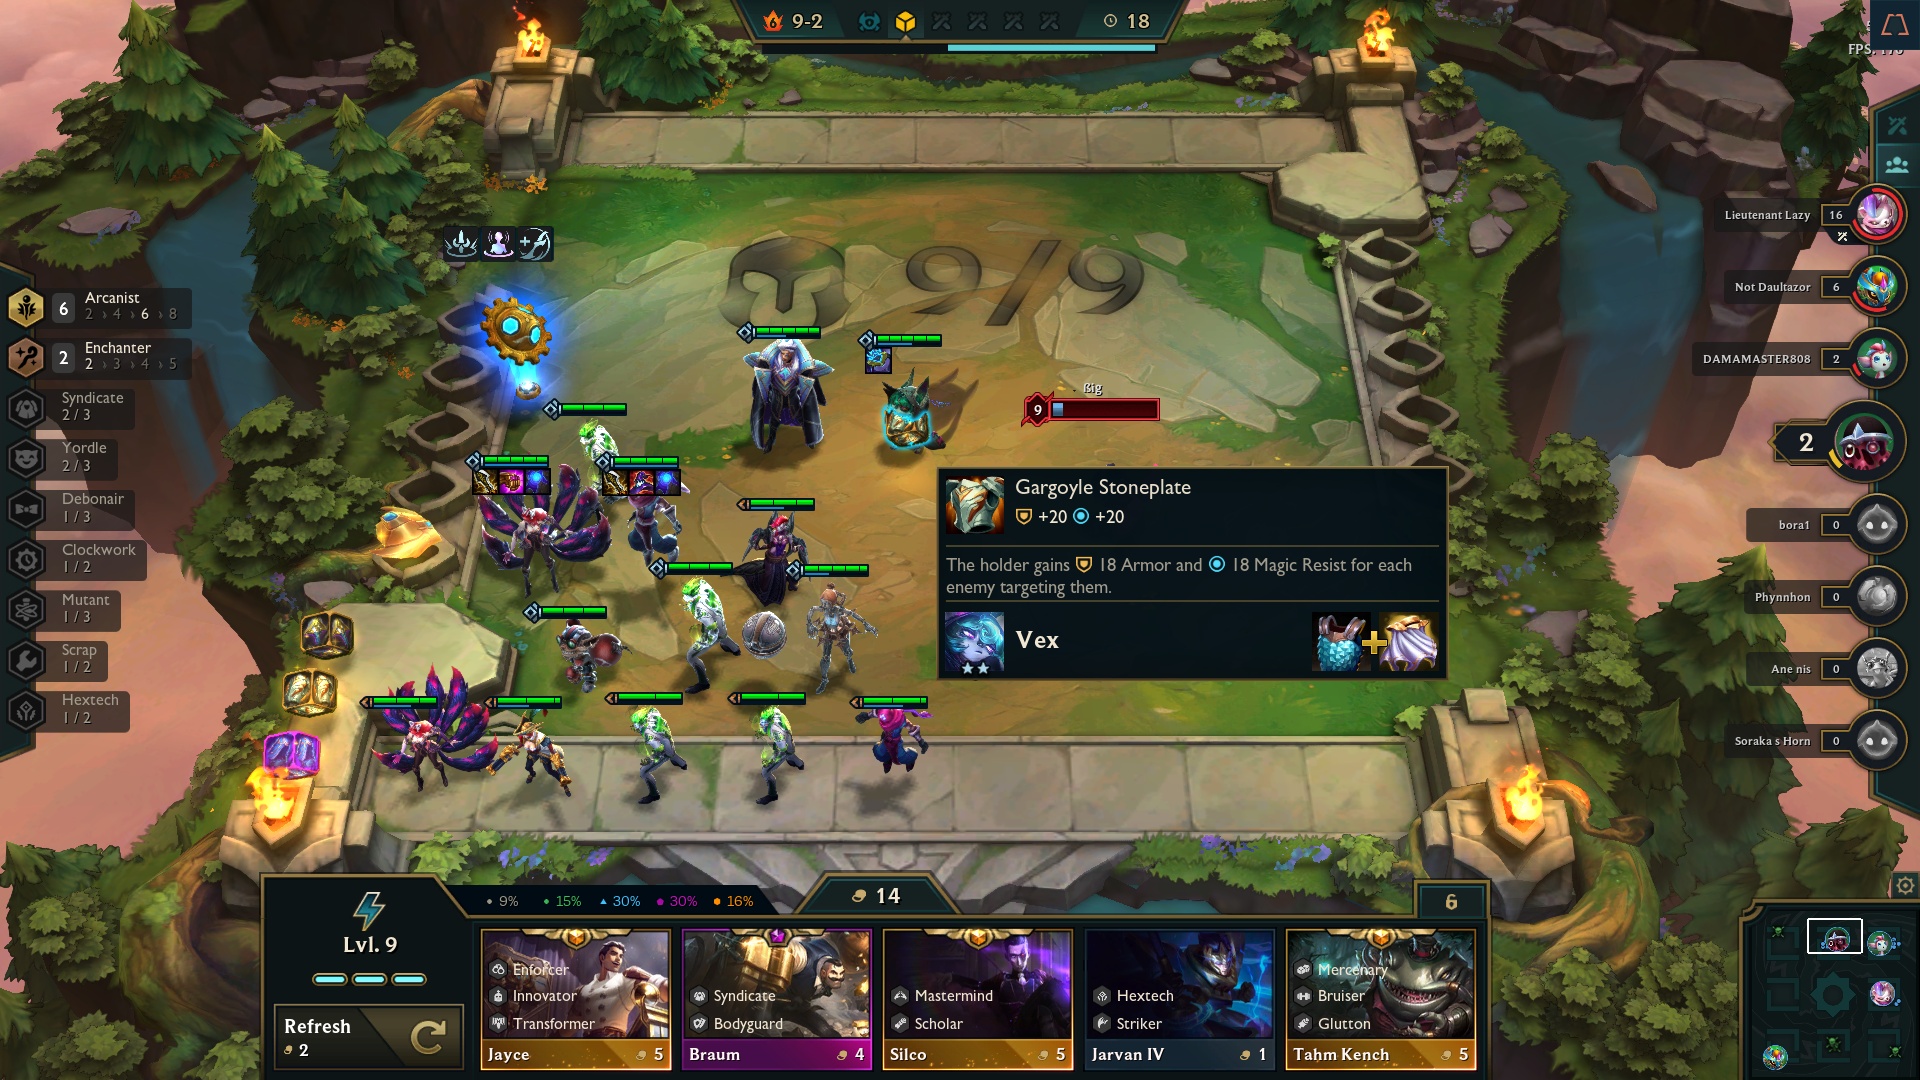 9-2
18
FPS:
9/9
Lieutenant Lazy
16
Not Daultazor
6
DAMAMASTER808
2
2
bora1
0
Phynnhon
0
Ane nis
0
Soraka s Horn
0
6
Arcanist
2 › 4 › 6 › 8
2
Enchanter
2 › 3 › 4 › 5
Syndicate
2 / 3
Yordle
2 / 3
Debonair
1 / 3
Clockwork
1 / 2
Mutant
1 / 3
Scrap
1 / 2
Hextech
1 / 2
9
Gargoyle Stoneplate
+20 +20
The holder gains 18 Armor and 18 Magic Resist for each
enemy targeting them.
Vex
9% 15% 30% 30% 16%
14
6
Lvl. 9
Refresh
2
Enforcer
Innovator
Transformer
Jayce 5
Syndicate
Bodyguard
Braum 4
Mastermind
Scholar
Silco 5
Hextech
Striker
Jarvan IV 1
Mercenary
Bruiser
Glutton
Tahm Kench 5